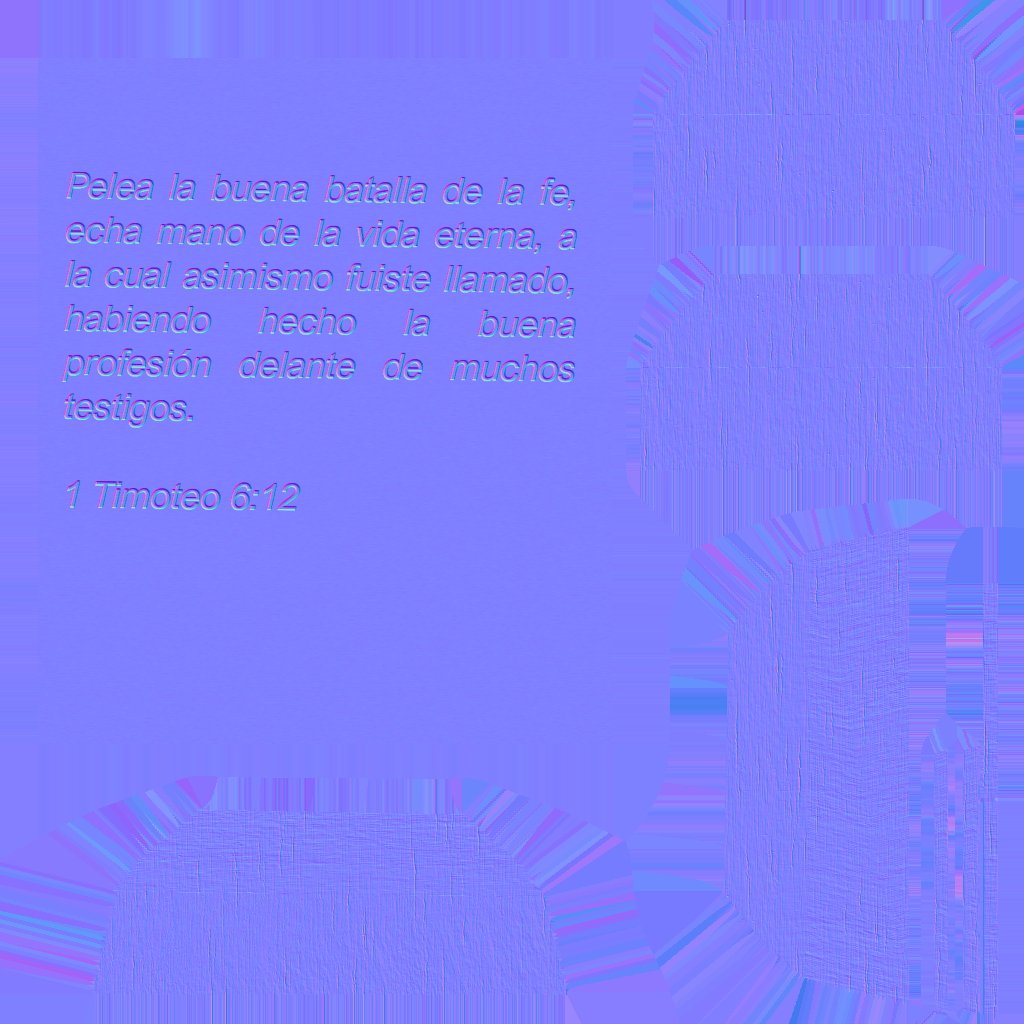 Pelea la buena batalla de la fe,
echa mano de la vida eterna, a
la cual asimismo fuiste llamado,
habiendo hecho la buena
profesión delante de muchos
testigos.
1 Timoteo 6:12